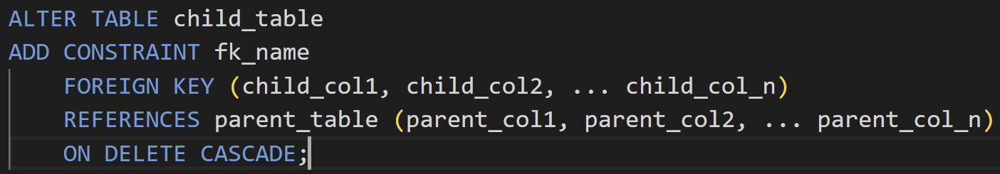 ALTER TABLE child_table
ADD CONSTRAINT fk_name
FOREIGN KEY (child_col1, child_col2, ... child_col_n)
REFERENCES parent_table (parent_col1, parent_col2, ... parent_col_n)
ON DELETE CASCADE;